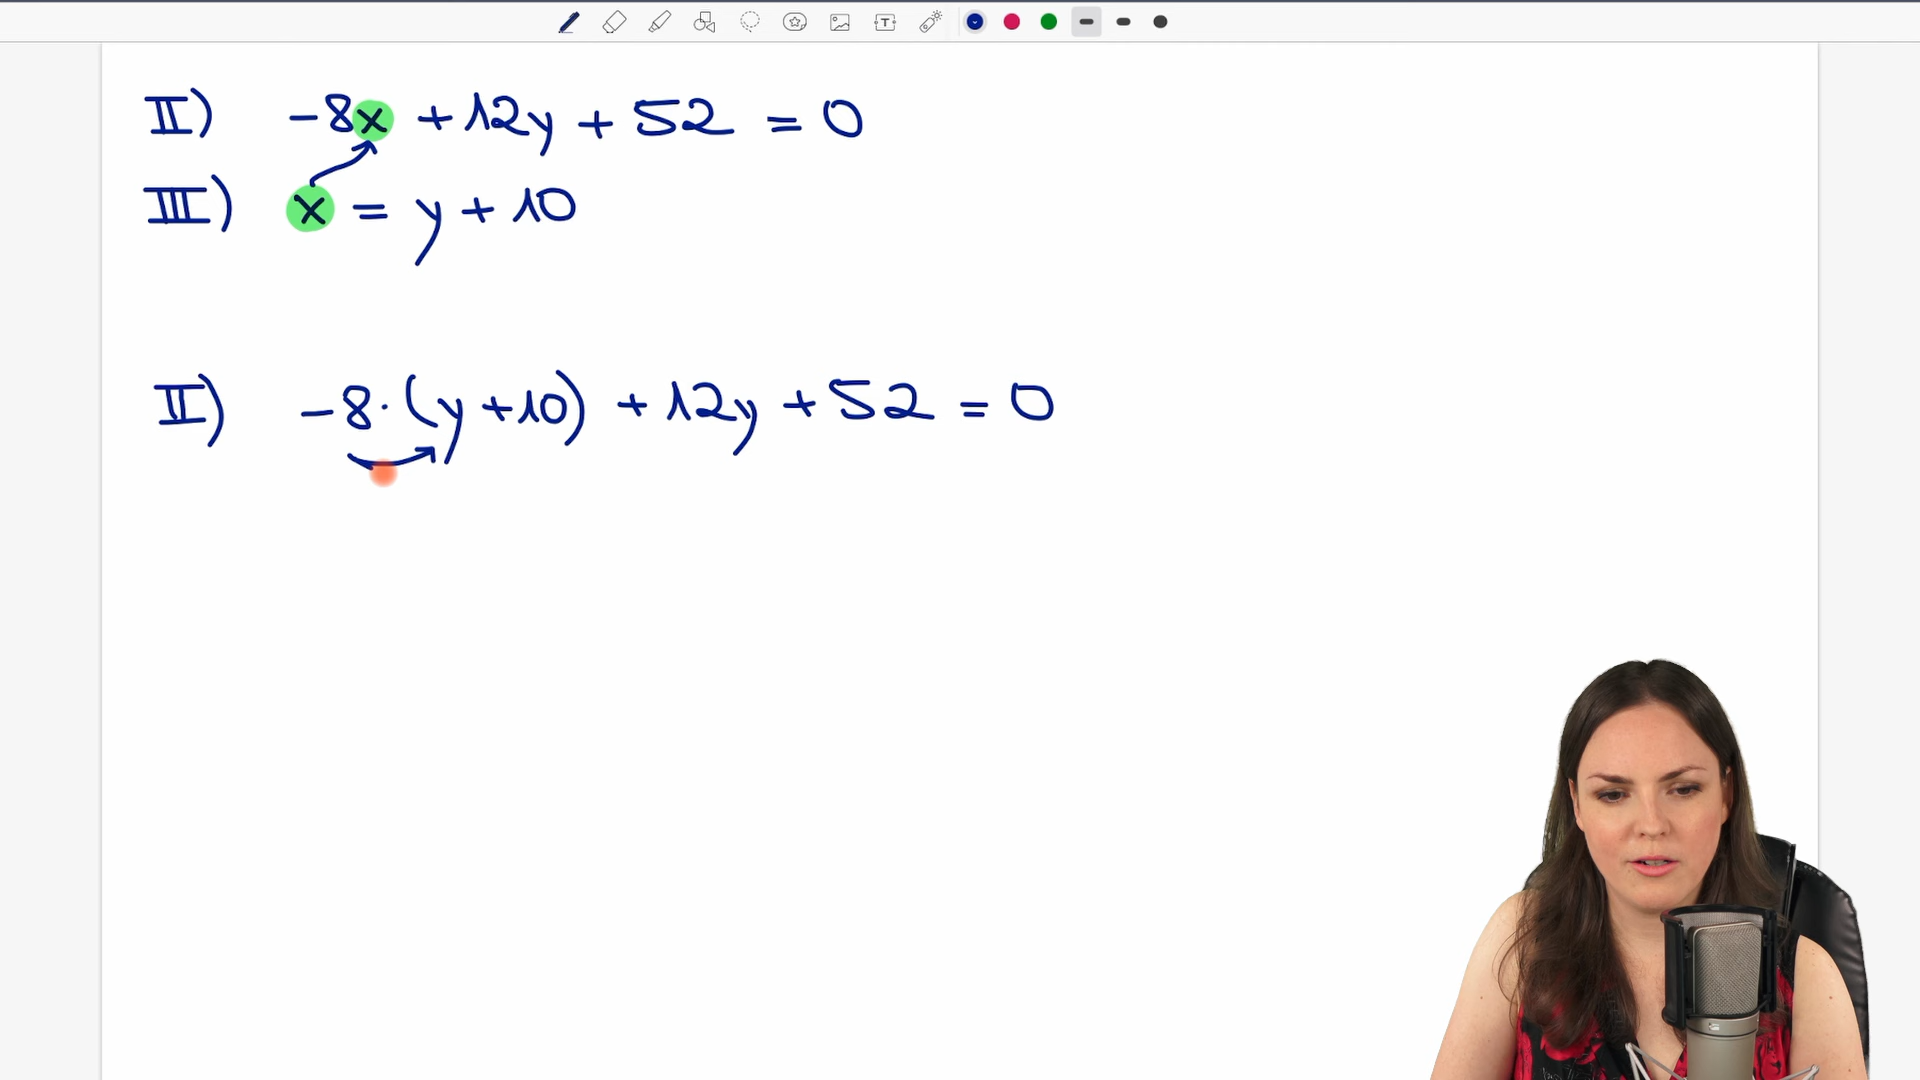 II) -8x + 12y + 52 = 0
III) x = y + 10
II) -8·(y+10) + 12y + 52 = 0